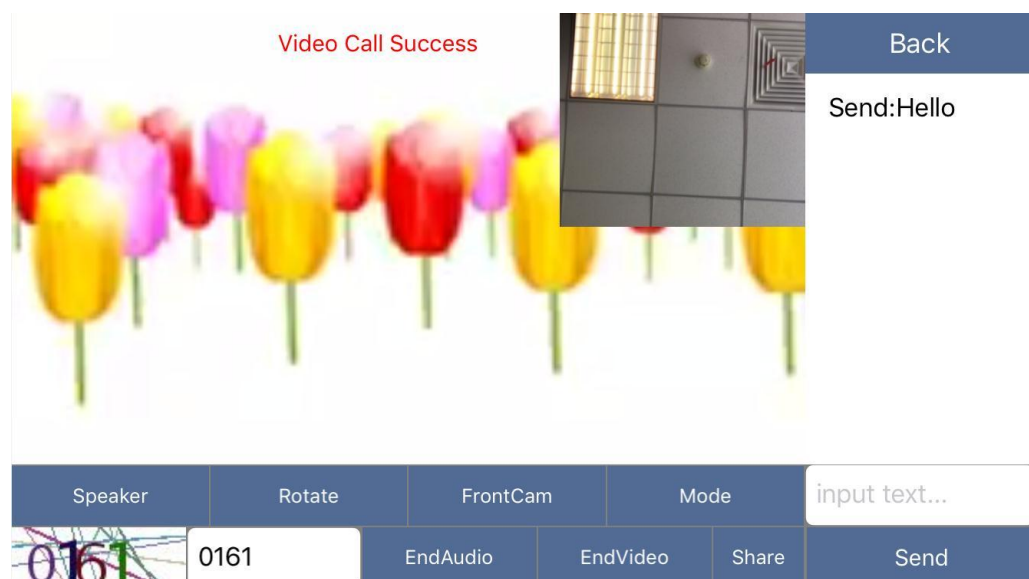 Video Call Success
Back
Send:Hello
Speaker
Rotate
FrontCam
Mode
input text...
0161
0161
EndAudio
EndVideo
Share
Send